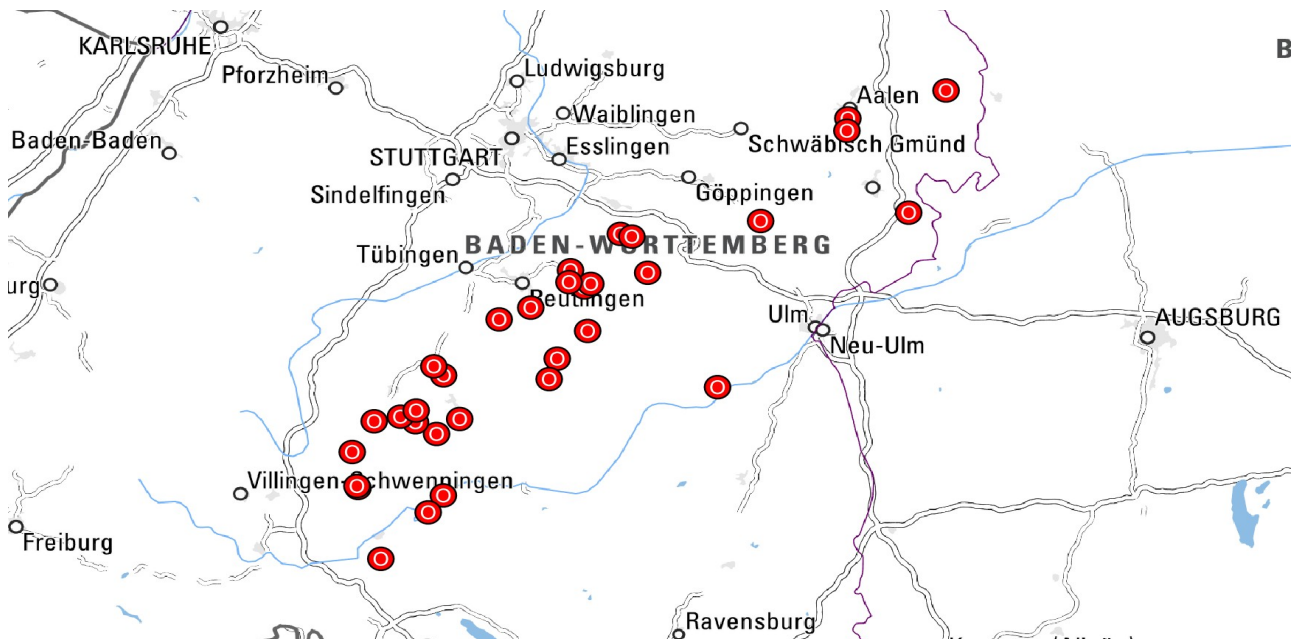 KARLSRUHE
Pforzheim
Ludwigsburg
B
Aalen
Waiblingen
Baden-Baden
STUTTGART
Esslingen
Schwäbisch Gmünd
Sindelfingen
Göppingen
Tübingen
BADEN-WÜRTTEMBERG
urg
Reutlingen
Ulm
Neu-Ulm
AUGSBURG
Villingen-Schwenningen
Freiburg
Ravensburg